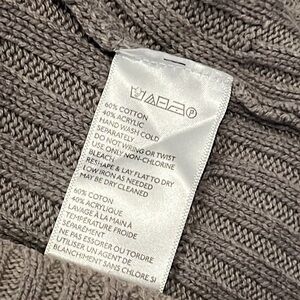 60% COTTON
40% ACRYLIC
HAND WASH COLD
SEPARATELY
DO NOT WRING OR TWIST
USE ONLY NON-CHLORINE
BLEACH
RESHAPE & LAY FLAT TO DRY
LOW IRON AS NEEDED
MAY BE DRY CLEANED
60% COTON
40% ACRYLIQUE
LAVAGE À LA MAIN À
TEMPÉRATURE FROIDE
SÉPARÉMENT
NE PAS ESSORER OU TORDRE
UTILISER UN AGENT DE
BLANCHIMENT SANS CHLORE SI